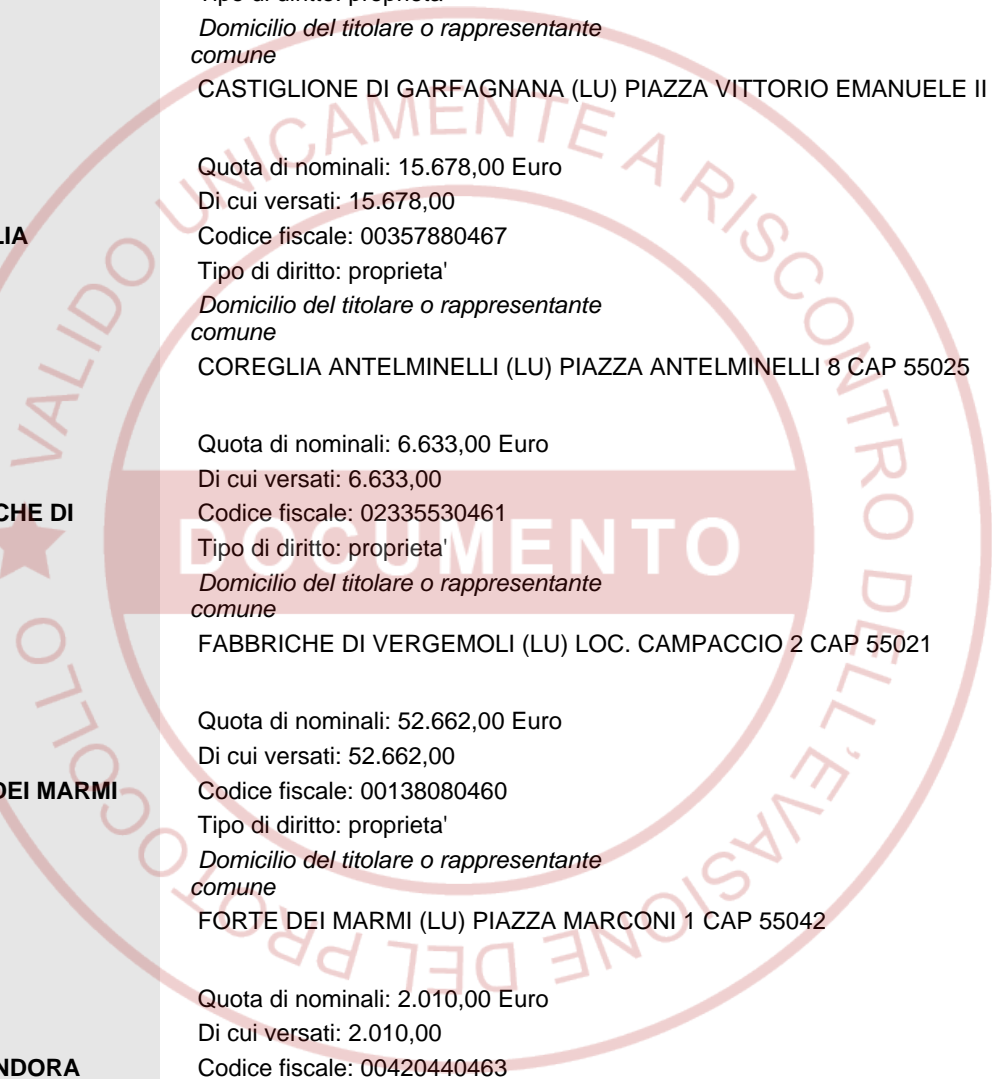 Domicilio del titolare o rappresentante
comune
CASTIGLIONE DI GARFAGNANA (LU) PIAZZA VITTORIO EMANUELE II
Quota di nominali: 15.678,00 Euro
Di cui versati: 15.678,00
LIA
Codice fiscale: 00357880467
Tipo di diritto: proprieta'
Domicilio del titolare o rappresentante
comune
COREGLIA ANTELMINELLI (LU) PIAZZA ANTELMINELLI 8 CAP 55025
Quota di nominali: 6.633,00 Euro
Di cui versati: 6.633,00
CHE DI
Codice fiscale: 02335530461
Tipo di diritto: proprieta'
Domicilio del titolare o rappresentante
comune
FABBRICHE DI VERGEMOLI (LU) LOC. CAMPACCIO 2 CAP 55021
Quota di nominali: 52.662,00 Euro
Di cui versati: 52.662,00
DEI MARMI
Codice fiscale: 00138080460
Tipo di diritto: proprieta'
Domicilio del titolare o rappresentante
comune
FORTE DEI MARMI (LU) PIAZZA MARCONI 1 CAP 55042
Quota di nominali: 2.010,00 Euro
Di cui versati: 2.010,00
NDORA
Codice fiscale: 00420440463
VALIDO UNICAMENTE A RISCONTRO DELL'EVASIONE DEL PROTOCOLLO
DOCUMENTO